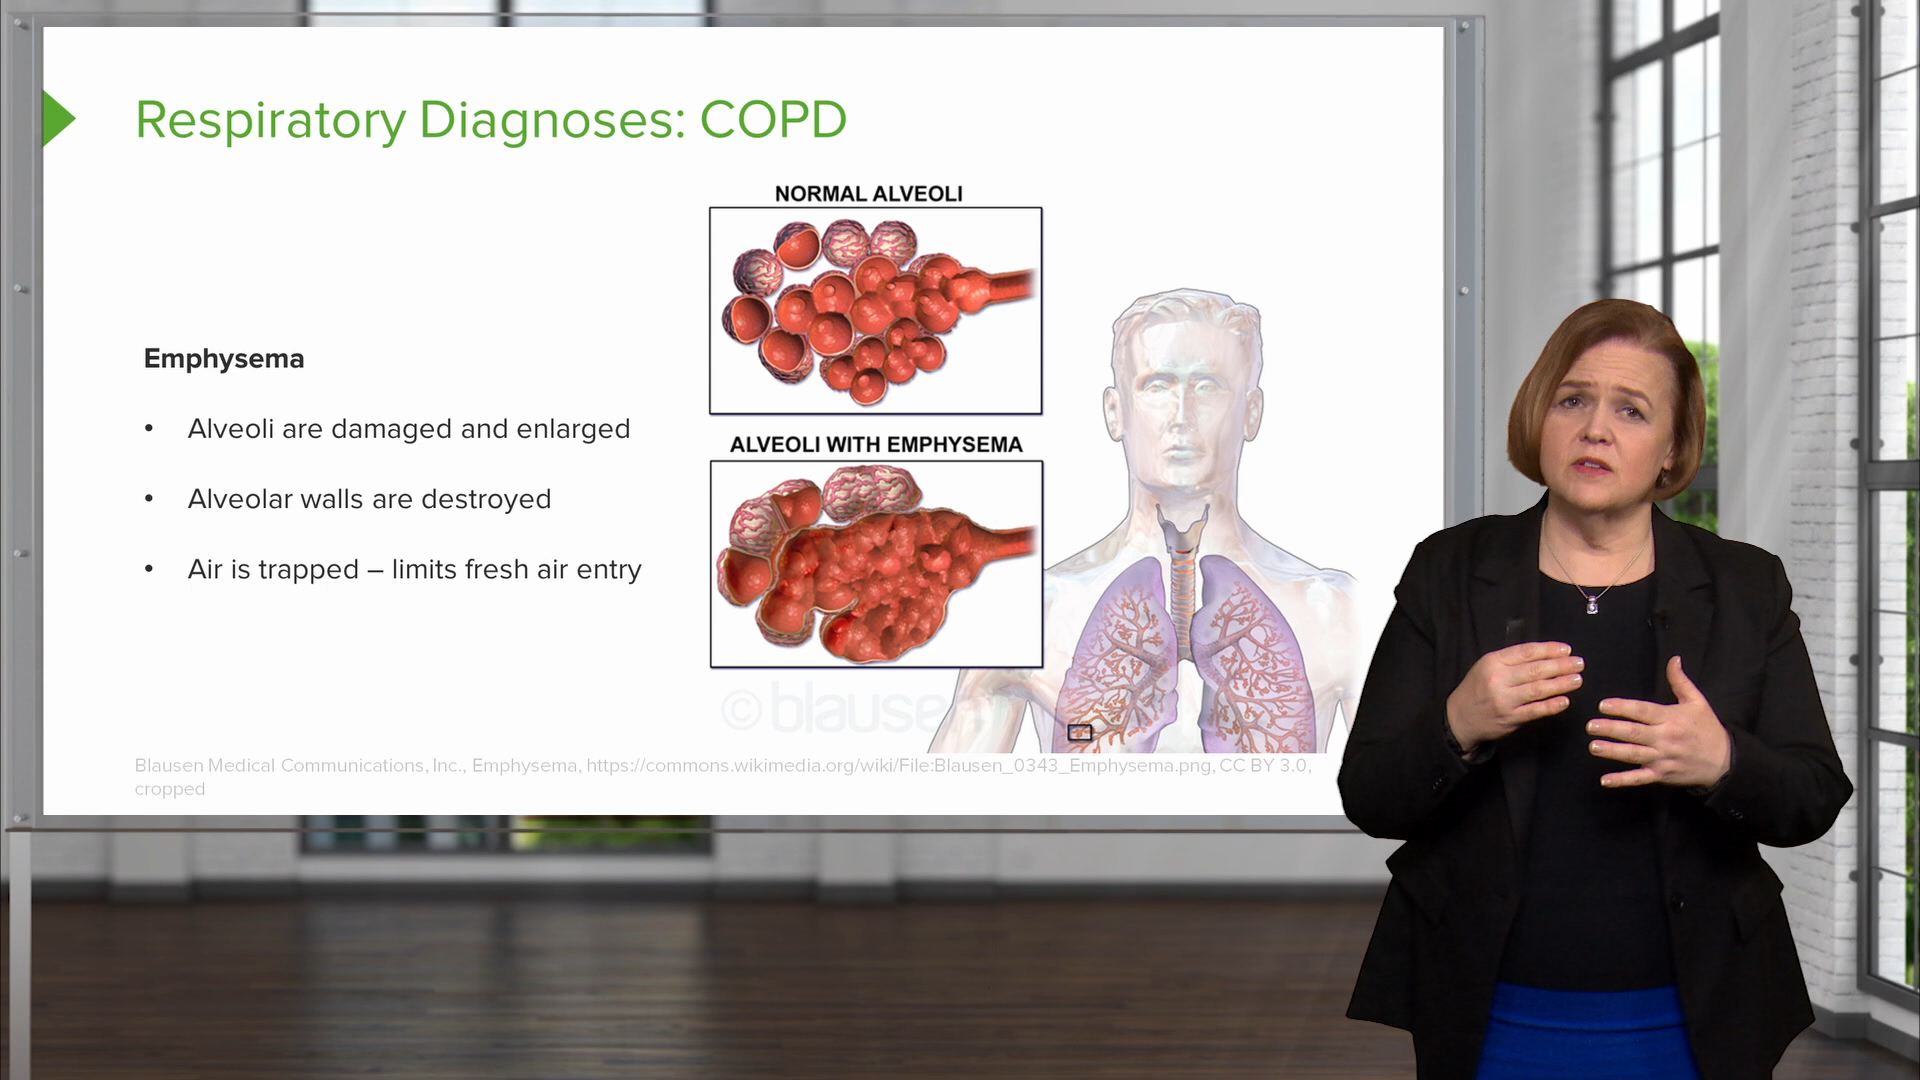 Respiratory Diagnoses: COPD
NORMAL ALVEOLI
Emphysema
• Alveoli are damaged and enlarged
• Alveolar walls are destroyed
• Air is trapped – limits fresh air entry
ALVEOLI WITH EMPHYSEMA
© blausen
Blausen Medical Communications, Inc., Emphysema, https://commons.wikimedia.org/wiki/File:Blausen_0343_Emphysema.png, CC BY 3.0,
cropped